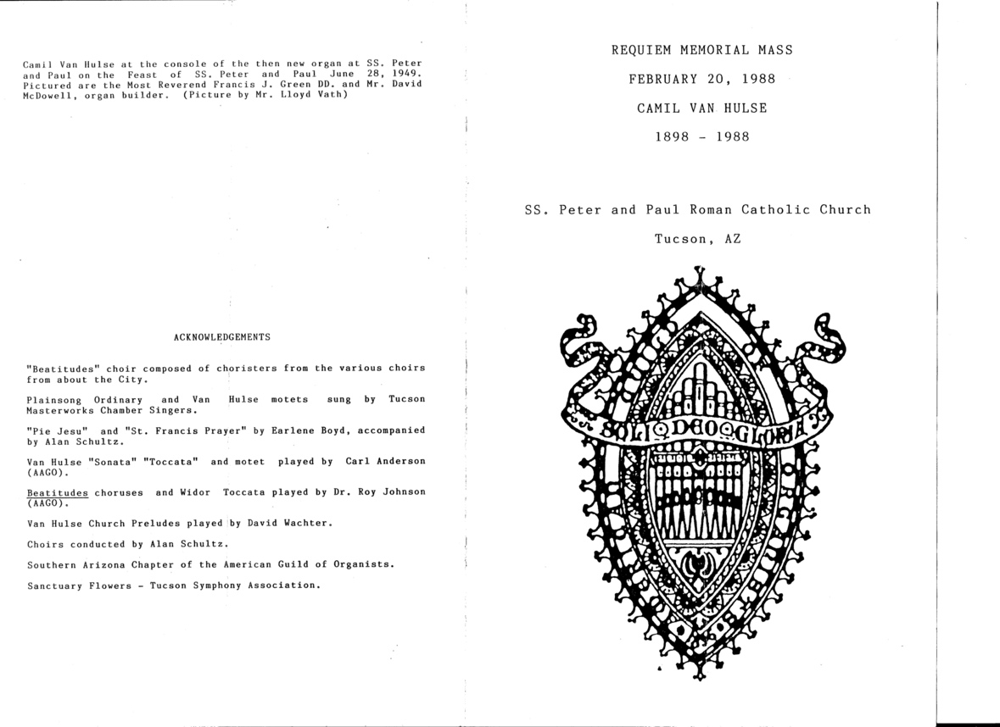 Camil Van Hulse at the console of the then new organ at SS. Peter
and Paul on the Feast of SS. Peter and Paul June 28, 1949.
Pictured are the Most Reverend Francis J. Green DD. and Mr. David
McDowell, organ builder. (Picture by Mr. Lloyd Vath)
ACKNOWLEDGEMENTS
"Beatitudes" choir composed of choristers from the various choirs
from about the City.
Plainsong Ordinary and Van Hulse motets sung by Tucson
Masterworks Chamber Singers.
"Pie Jesu" and "St. Francis Prayer" by Earlene Boyd, accompanied
by Alan Schultz.
Van Hulse "Sonata" "Toccata" and motet played by Carl Anderson
(AAGO).
Beatitudes choruses and Widor Toccata played by Dr. Roy Johnson
(AAGO).
Van Hulse Church Preludes played by David Wachter.
Choirs conducted by Alan Schultz.
Southern Arizona Chapter of the American Guild of Organists.
Sanctuary Flowers – Tucson Symphony Association.
REQUIEM MEMORIAL MASS
FEBRUARY 20, 1988
CAMIL VAN HULSE
1898 – 1988
SS. Peter and Paul Roman Catholic Church
Tucson, AZ
SOLI DEO GLORIA